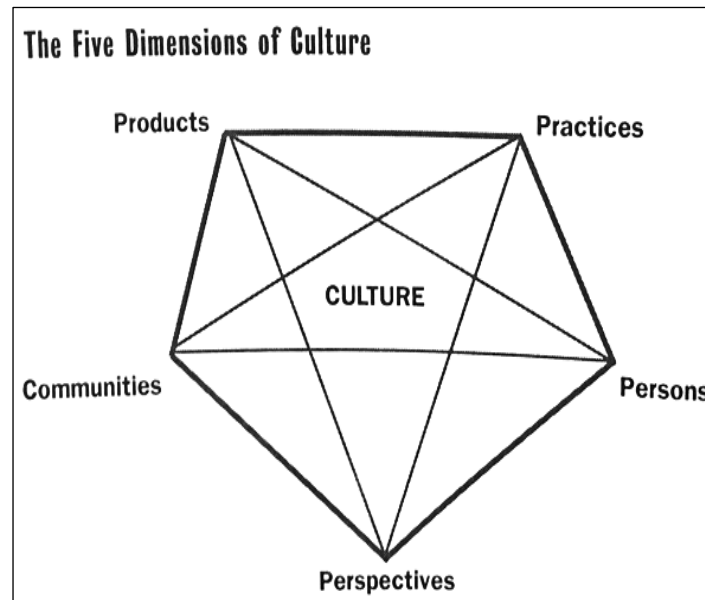 The Five Dimensions of Culture
Products
Practices
CULTURE
Communities
Persons
Perspectives